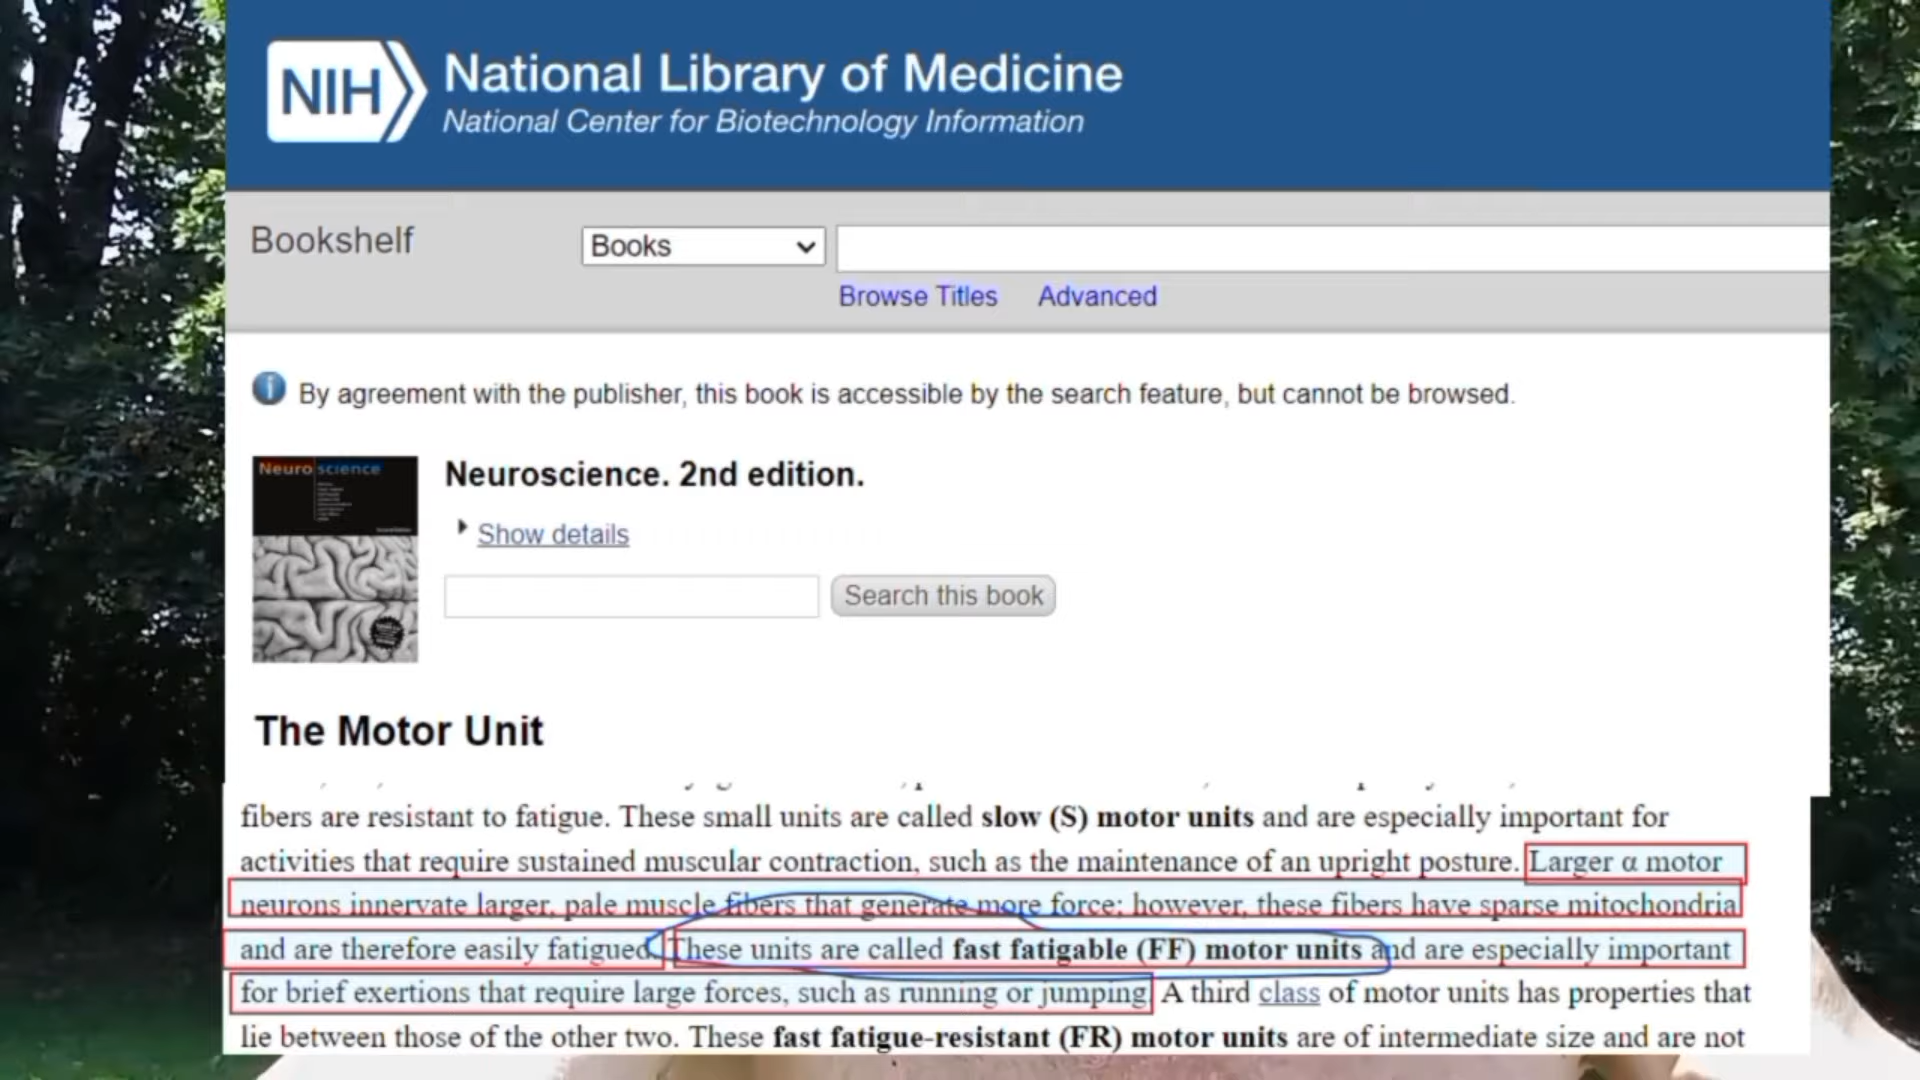 NIH National Library of Medicine
National Center for Biotechnology Information
Bookshelf
Books
Browse Titles Advanced
By agreement with the publisher, this book is accessible by the search feature, but cannot be browsed.
Neuroscience
Neuroscience. 2nd edition.
Show details
Search this book
The Motor Unit
fibers are resistant to fatigue. These small units are called slow (S) motor units and are especially important for
activities that require sustained muscular contraction, such as the maintenance of an upright posture. Larger α motor
neurons innervate larger, pale muscle fibers that generate more force; however, these fibers have sparse mitochondria
and are therefore easily fatigued. These units are called fast fatigable (FF) motor units and are especially important
for brief exertions that require large forces, such as running or jumping. A third class of motor units has properties that
lie between those of the other two. These fast fatigue-resistant (FR) motor units are of intermediate size and are not